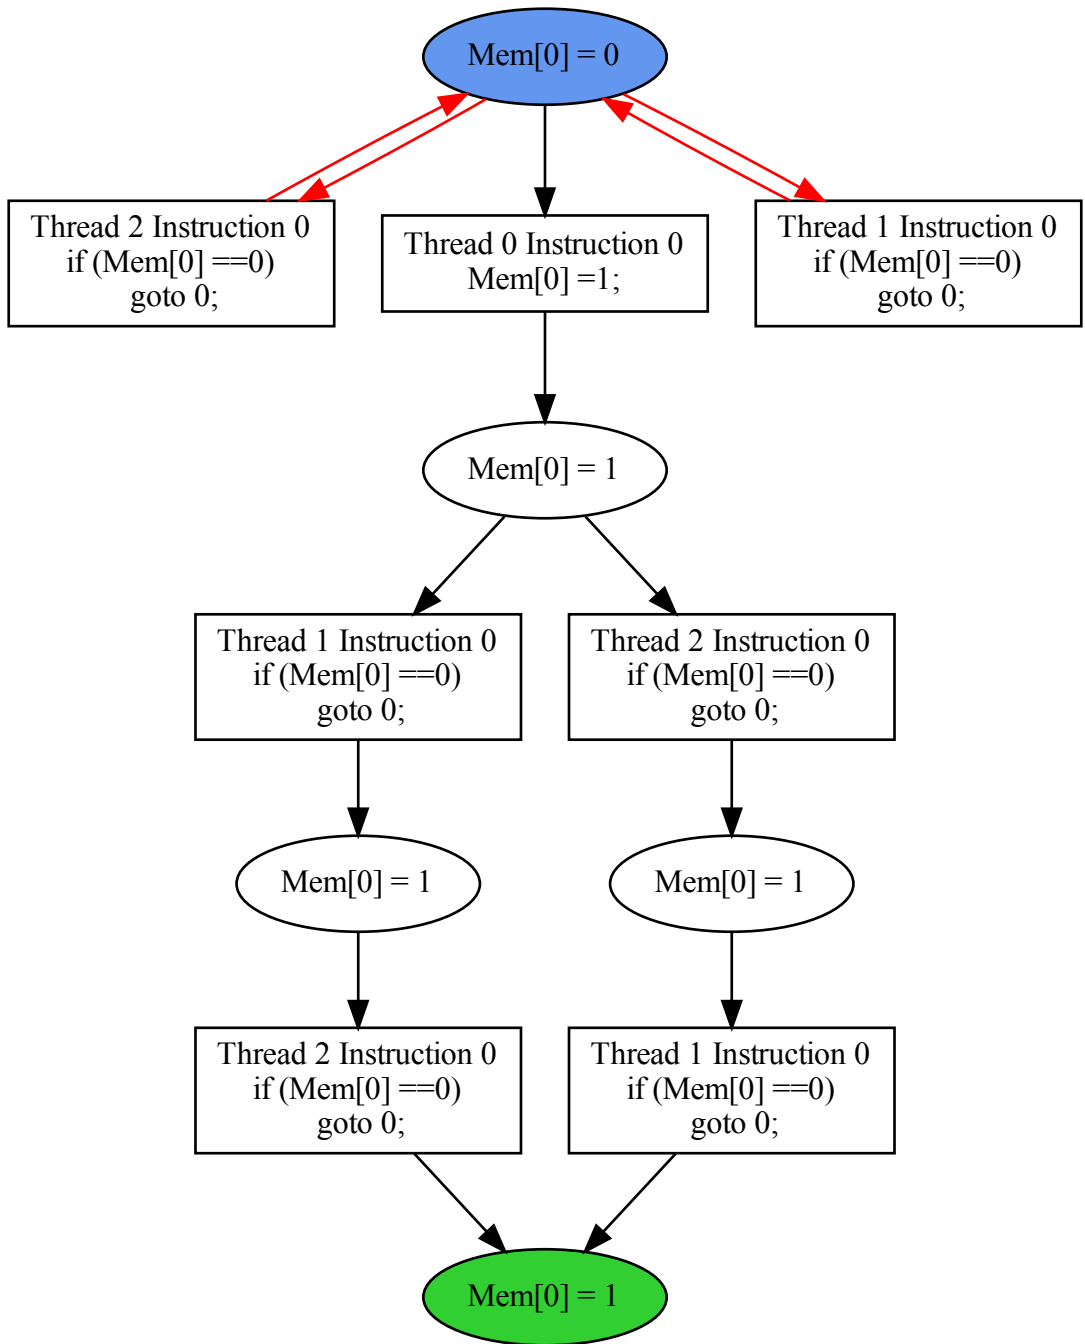 Mem[0] = 0
Thread 2 Instruction 0
if (Mem[0] ==0)
goto 0;
Thread 0 Instruction 0
Mem[0] =1;
Thread 1 Instruction 0
if (Mem[0] ==0)
goto 0;
Mem[0] = 1
Thread 1 Instruction 0
if (Mem[0] ==0)
goto 0;
Thread 2 Instruction 0
if (Mem[0] ==0)
goto 0;
Mem[0] = 1
Mem[0] = 1
Thread 2 Instruction 0
if (Mem[0] ==0)
goto 0;
Thread 1 Instruction 0
if (Mem[0] ==0)
goto 0;
Mem[0] = 1